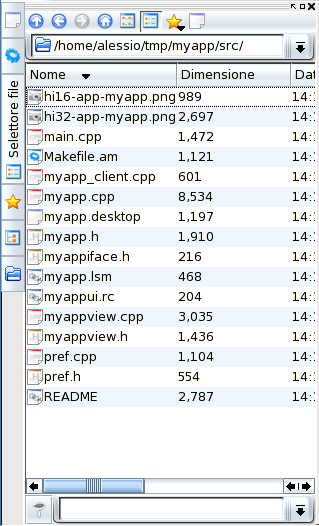 /home/alessio/tmp/myapp/src/
Selettore file
Nome Dimensione
hi16-app-myapp.png 989 14:
hi32-app-myapp.png 2,697 14:
main.cpp 1,472 14:
Makefile.am 1,121 14:
myapp_client.cpp 601 14:
myapp.cpp 8,534 14:
myapp.desktop 1,197 14:
myapp.h 1,910 14:
myappiface.h 216 14:
myapp.lsm 468 14:
myappui.rc 204 14:
myappview.cpp 3,035 14:
myappview.h 1,436 14:
pref.cpp 1,104 14:
pref.h 554 14:
README 2,787 14: